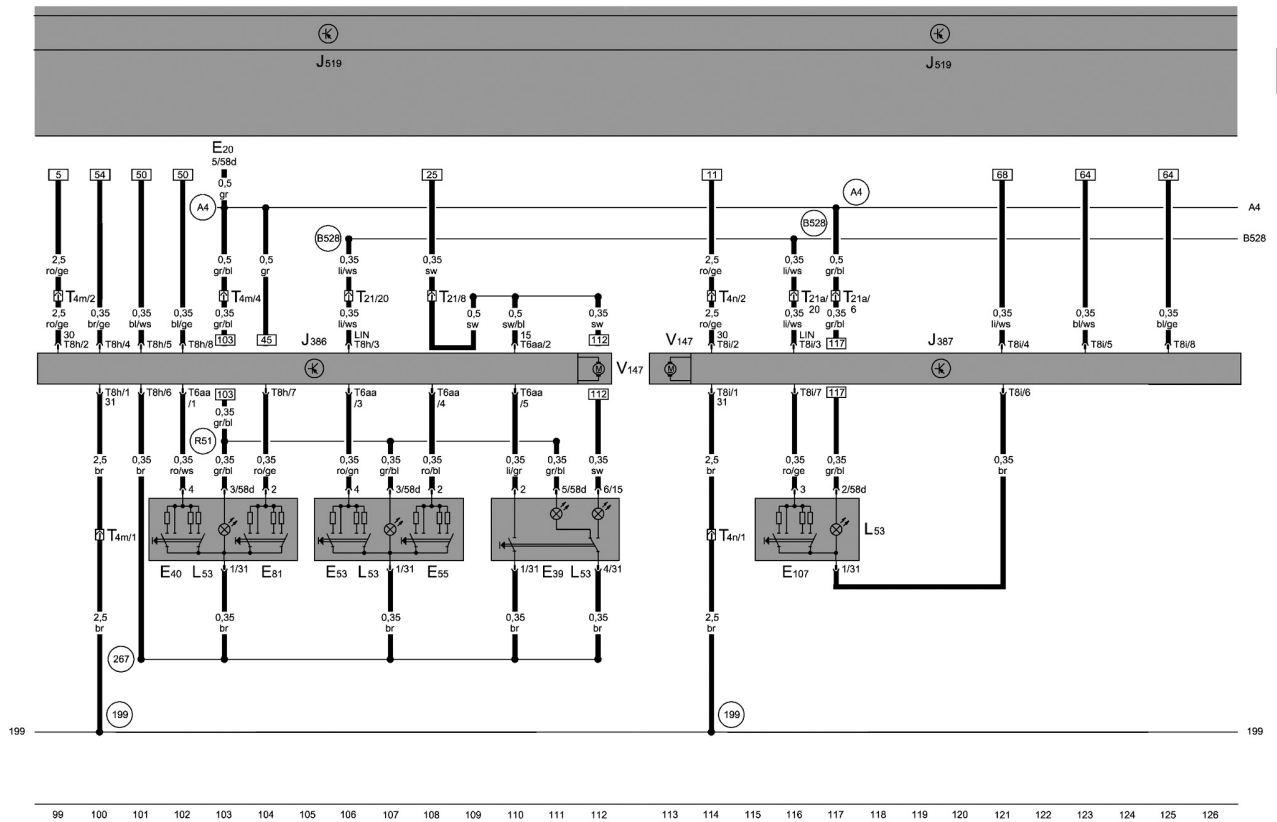 J519 J519
E20
5/58d
5 54 50 50 25 11 68 64 64
0,5
gr
A4 A4 A4
B528 B528 B528
2,5 0,5 0,5 0,35 0,35 2,5 0,35 0,5
ro/ge gr/bl gr li/ws sw ro/ge li/ws gr/bl
T4m/2 T4m/4 T21/20 T21/8 T4n/2 T21a/ T21a/
20 6
2,5 0,35 0,35 0,35 0,35 0,35 0,5 0,5 0,35 2,5 0,35 0,35 0,35 0,35
ro/ge br/ge bl/ws bl/ge gr/bl li/ws sw sw/bl sw ro/ge li/ws li/ws bl/ws bl/ge
30 103 45 J386 LIN 15 112 V147 30 LIN 117 J387
T8h/2 T8h/4 T8h/5 T8h/8 T8h/3 T6aa/2 T8i/2 T8i/3 T8i/4 T8i/5 T8i/8
M V147 M
T8h/1 T8h/6 T6aa 103 T8h/7 T6aa T6aa T6aa 112 T8i/1 T8i/7 117 T8i/6
31 /1 /3 /4 /5 31
0,35
gr/bl
R51
2,5 0,35 0,35 0,35 0,35 0,35 0,35 0,35 0,35 0,35 0,35 2,5 0,35 0,35 0,35
br br ro/ws gr/bl ro/ge ro/gn gr/bl ro/bl li/gr gr/bl sw br ro/ge gr/bl br
4 3/58d 2 4 3/58d 2 2 5/58d 6/15 3 2/58d
T4m/1 T4n/1 L53
E40 L53 1/31 E81 E53 L53 1/31 E55 1/31 E39 L53 4/31 E107 1/31
2,5 0,35 0,35 0,35 0,35 2,5
br br br br br br
267
199 199
199 199
99 100 101 102 103 104 105 106 107 108 109 110 111 112 113 114 115 116 117 118 119 120 121 122 123 124 125 126